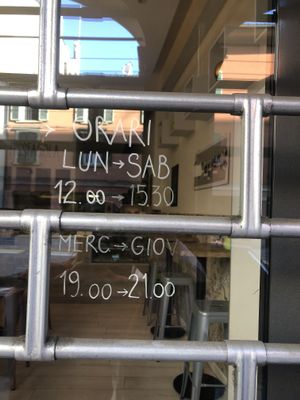 → ORARI
LUN→SAB
12.00→15.30
MERC→GIOV
19.00→21.00